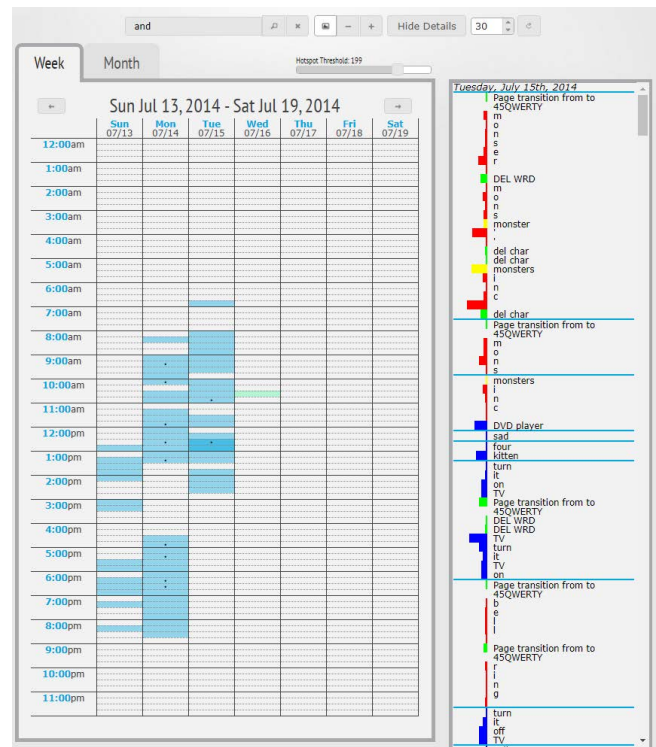 and
Hide Details
30
Week
Month
Hotspot Threshold: 199
Sun Jul 13, 2014 - Sat Jul 19, 2014
Sun Mon Tue Wed Thu Fri Sat
07/13 07/14 07/15 07/16 07/17 07/18 07/19
12:00am
1:00am
2:00am
3:00am
4:00am
5:00am
6:00am
7:00am
8:00am
9:00am
10:00am
11:00am
12:00pm
1:00pm
2:00pm
3:00pm
4:00pm
5:00pm
6:00pm
7:00pm
8:00pm
9:00pm
10:00pm
11:00pm
Tuesday, July 15th, 2014
Page transition from to
45QWERTY
m
o
n
s
e
r
DEL WRD
m
o
n
s
monster
'
.
del char
del char
monsters
i
n
c
.
del char
Page transition from to
45QWERTY
m
o
n
s
monsters
i
n
c
DVD player
sad
four
kitten
turn
it
on
TV
Page transition from to
45QWERTY
DEL WRD
DEL WRD
TV
turn
it
TV
on
Page transition from to
45QWERTY
b
e
l
l
Page transition from to
45QWERTY
r
i
n
g
turn
it
off
TV